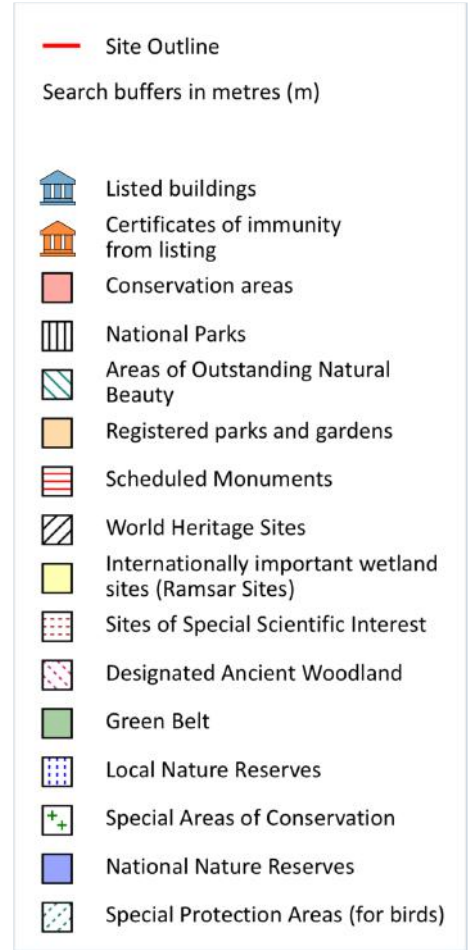 Site Outline
Search buffers in metres (m)
Listed buildings
Certificates of immunity
from listing
Conservation areas
National Parks
Areas of Outstanding Natural
Beauty
Registered parks and gardens
Scheduled Monuments
World Heritage Sites
Internationally important wetland
sites (Ramsar Sites)
Sites of Special Scientific Interest
Designated Ancient Woodland
Green Belt
Local Nature Reserves
Special Areas of Conservation
National Nature Reserves
Special Protection Areas (for birds)